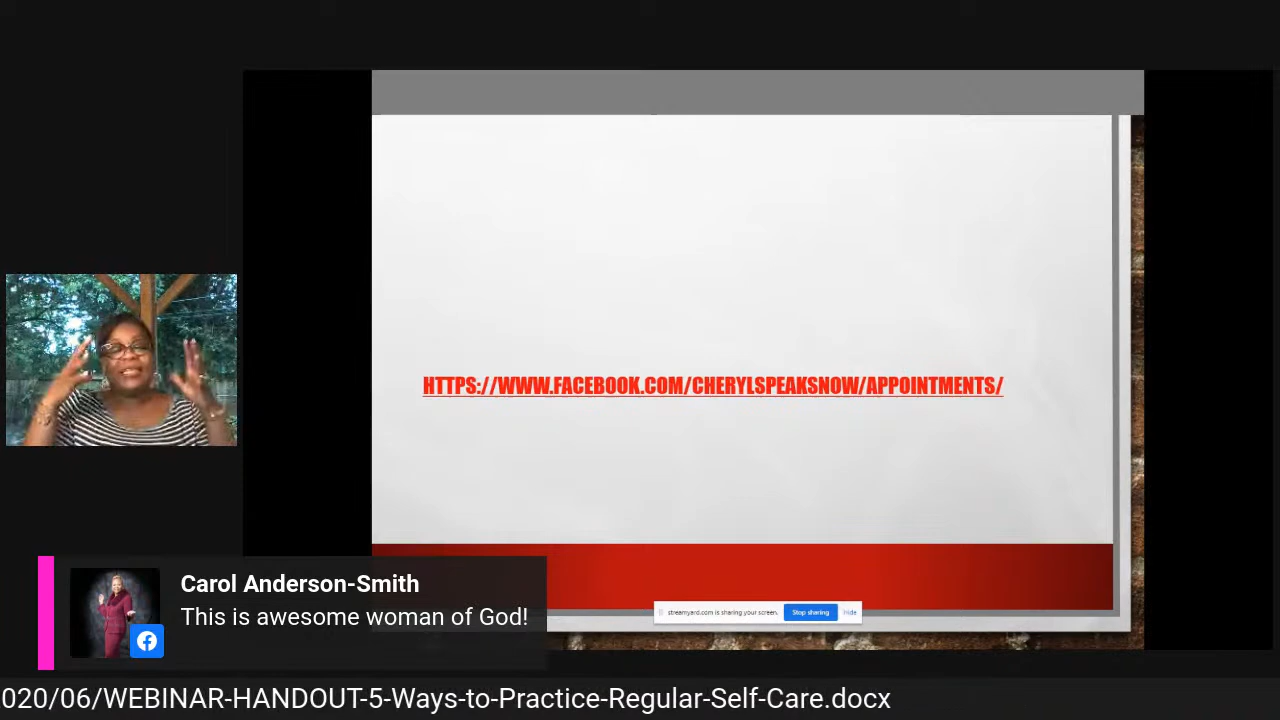 HTTPS://WWW.FACEBOOK.COM/CHERYLSPEAKSNOW/APPOINTMENTS/
streamyard.com is sharing your screen. Stop sharing Hide
Carol Anderson-Smith
This is awesome woman of God!
020/06/WEBINAR-HANDOUT-5-Ways-to-Practice-Regular-Self-Care.docx